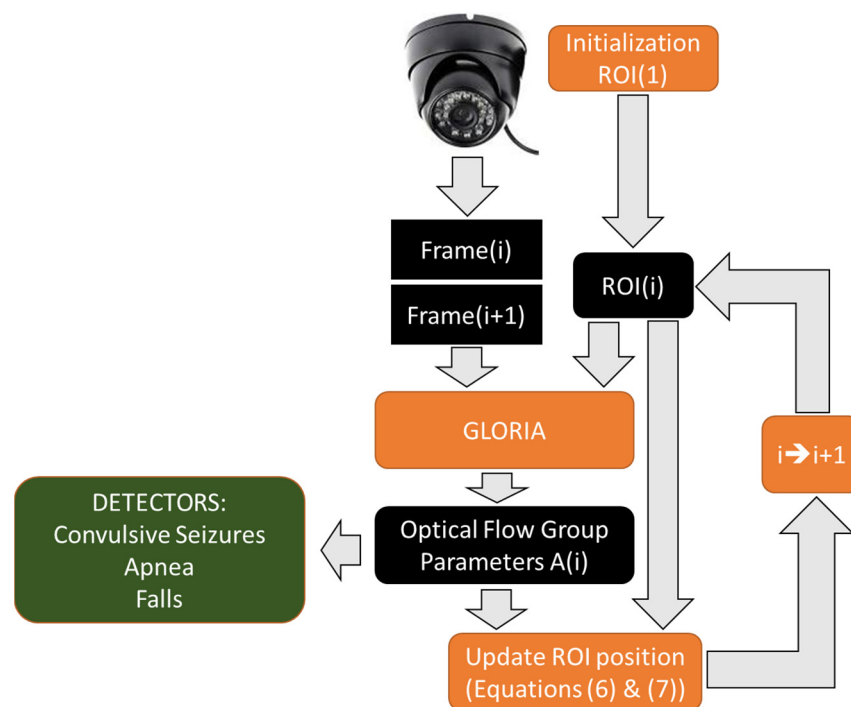 Initialization
ROI(1)
Frame(i)
Frame(i+1)
ROI(i)
GLORIA
i➔i+1
DETECTORS:
Convulsive Seizures
Apnea
Falls
Optical Flow Group
Parameters A(i)
Update ROI position
(Equations (6) & (7))